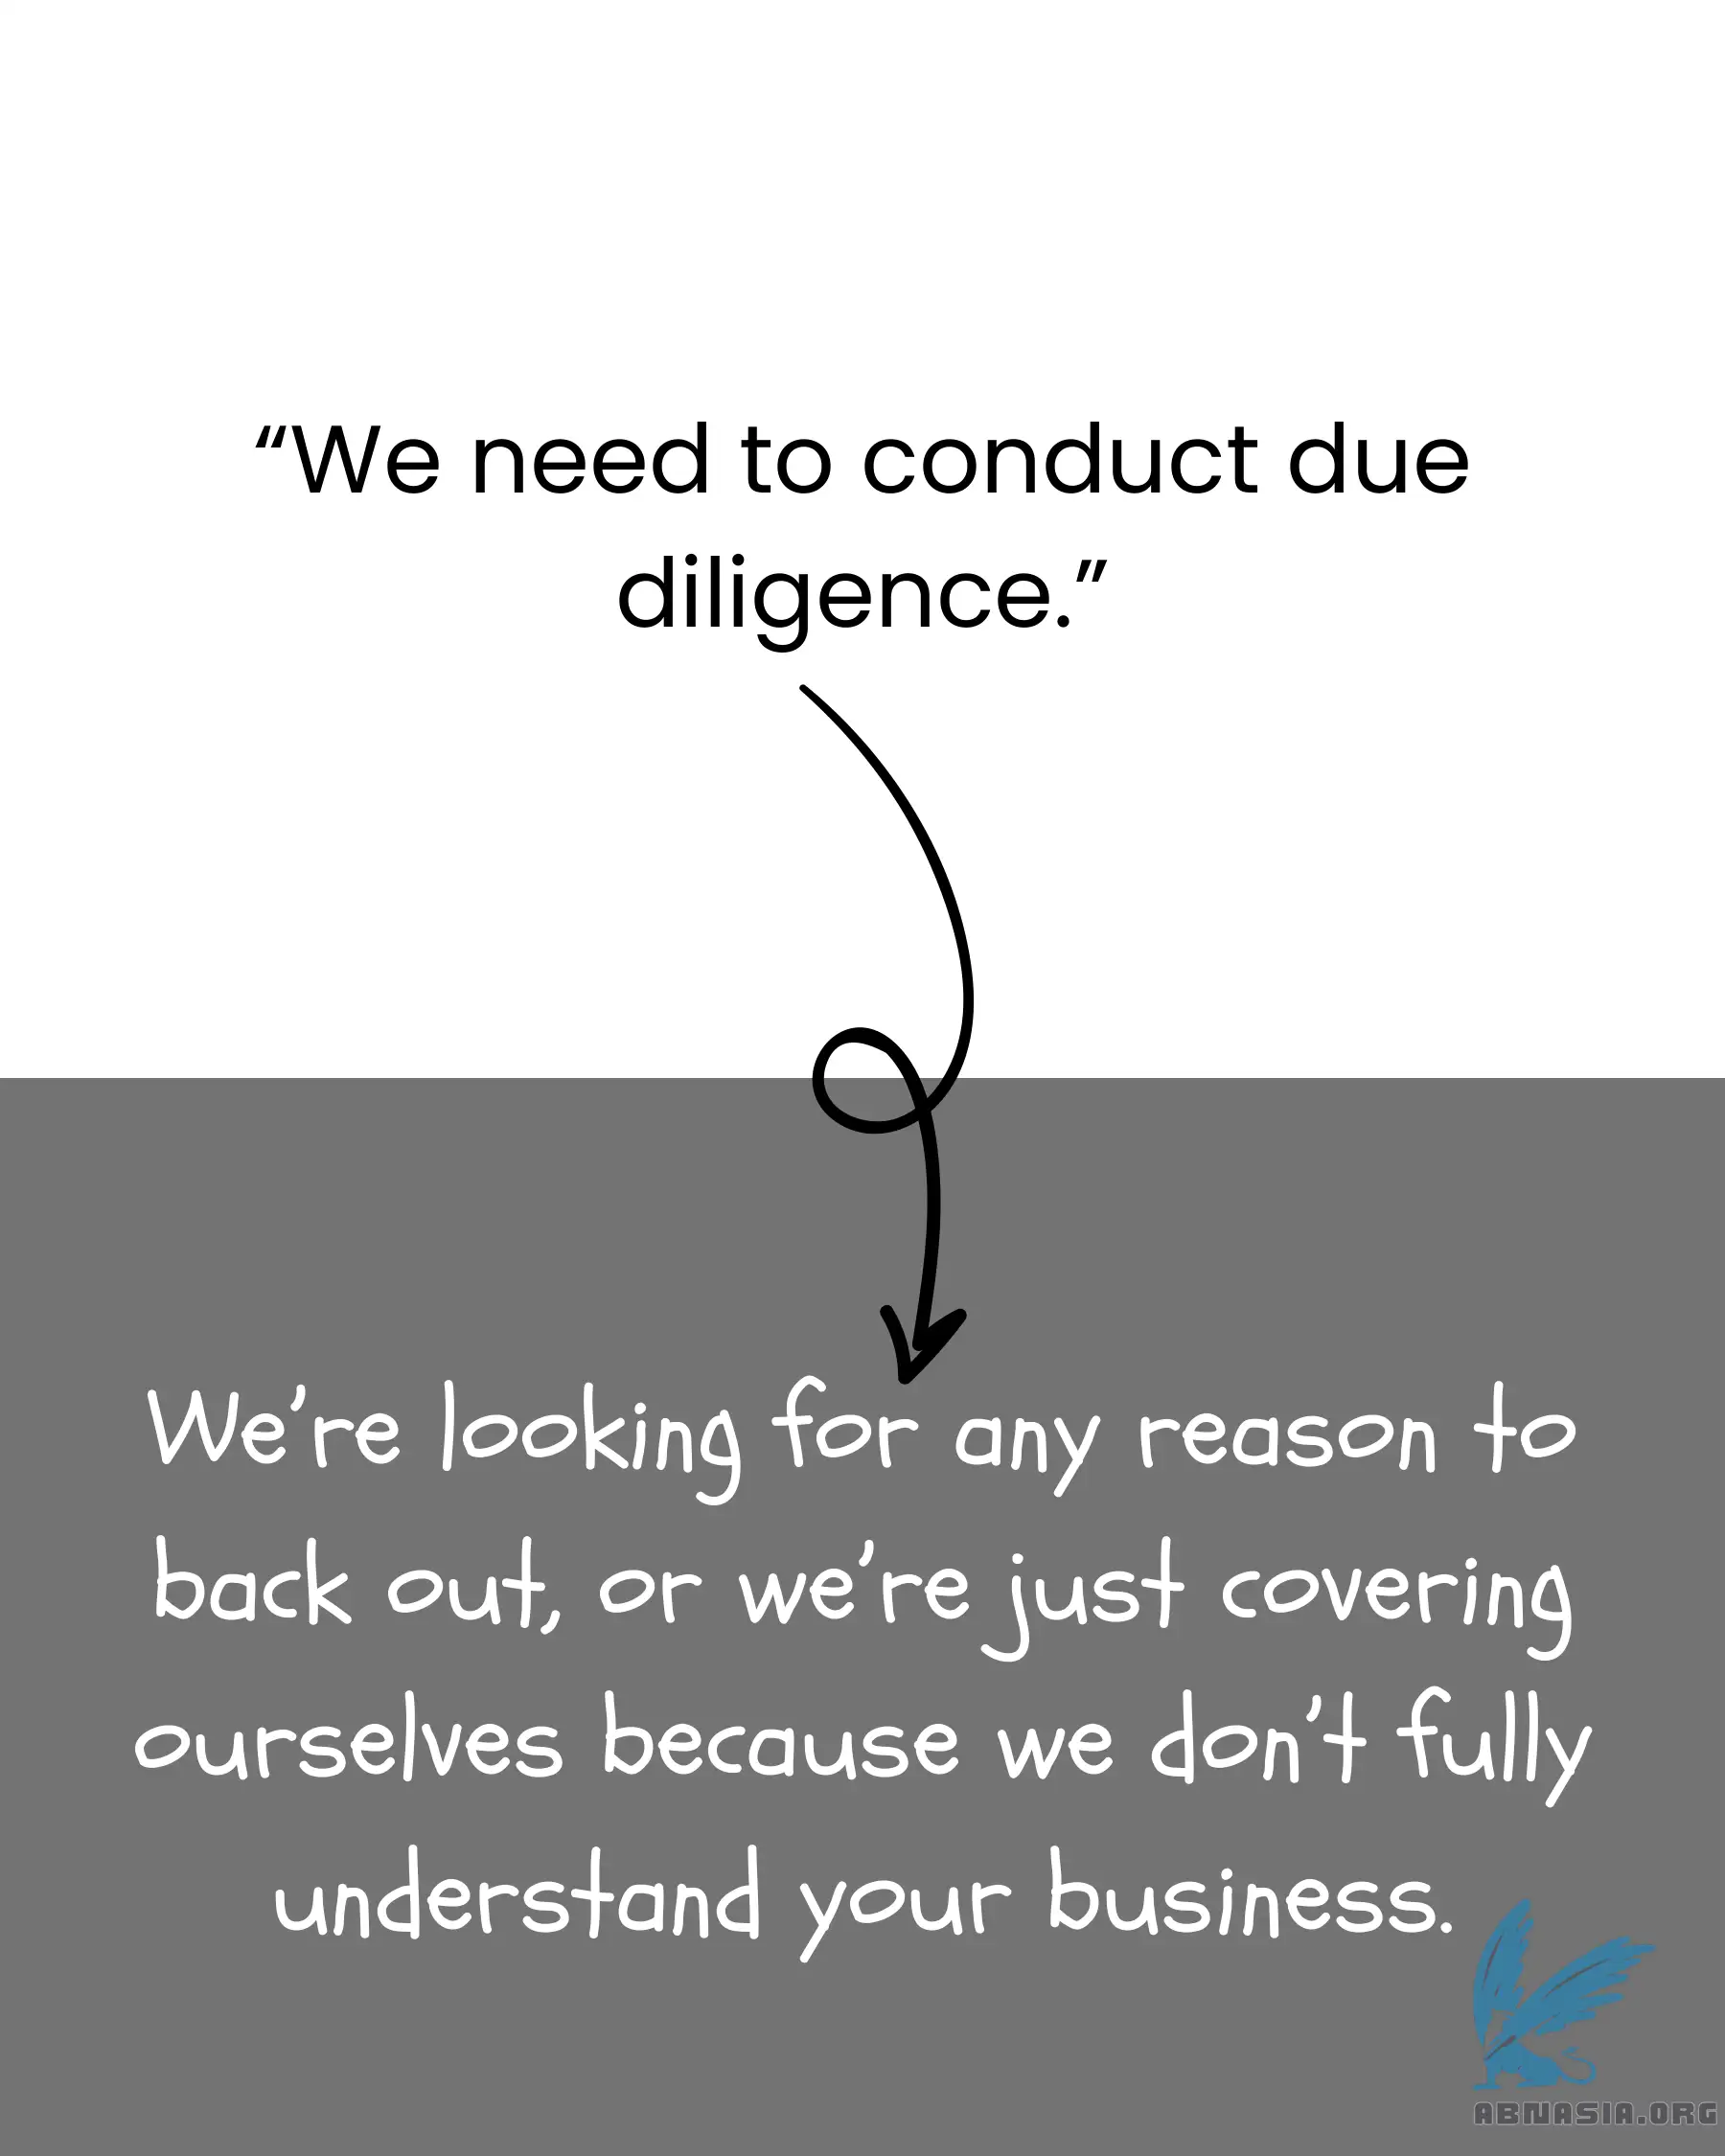 “We need to conduct due
diligence.”
We’re looking for any reason to
back out, or we’re just covering
ourselves because we don’t fully
understand your business.
ABNASIA.ORG